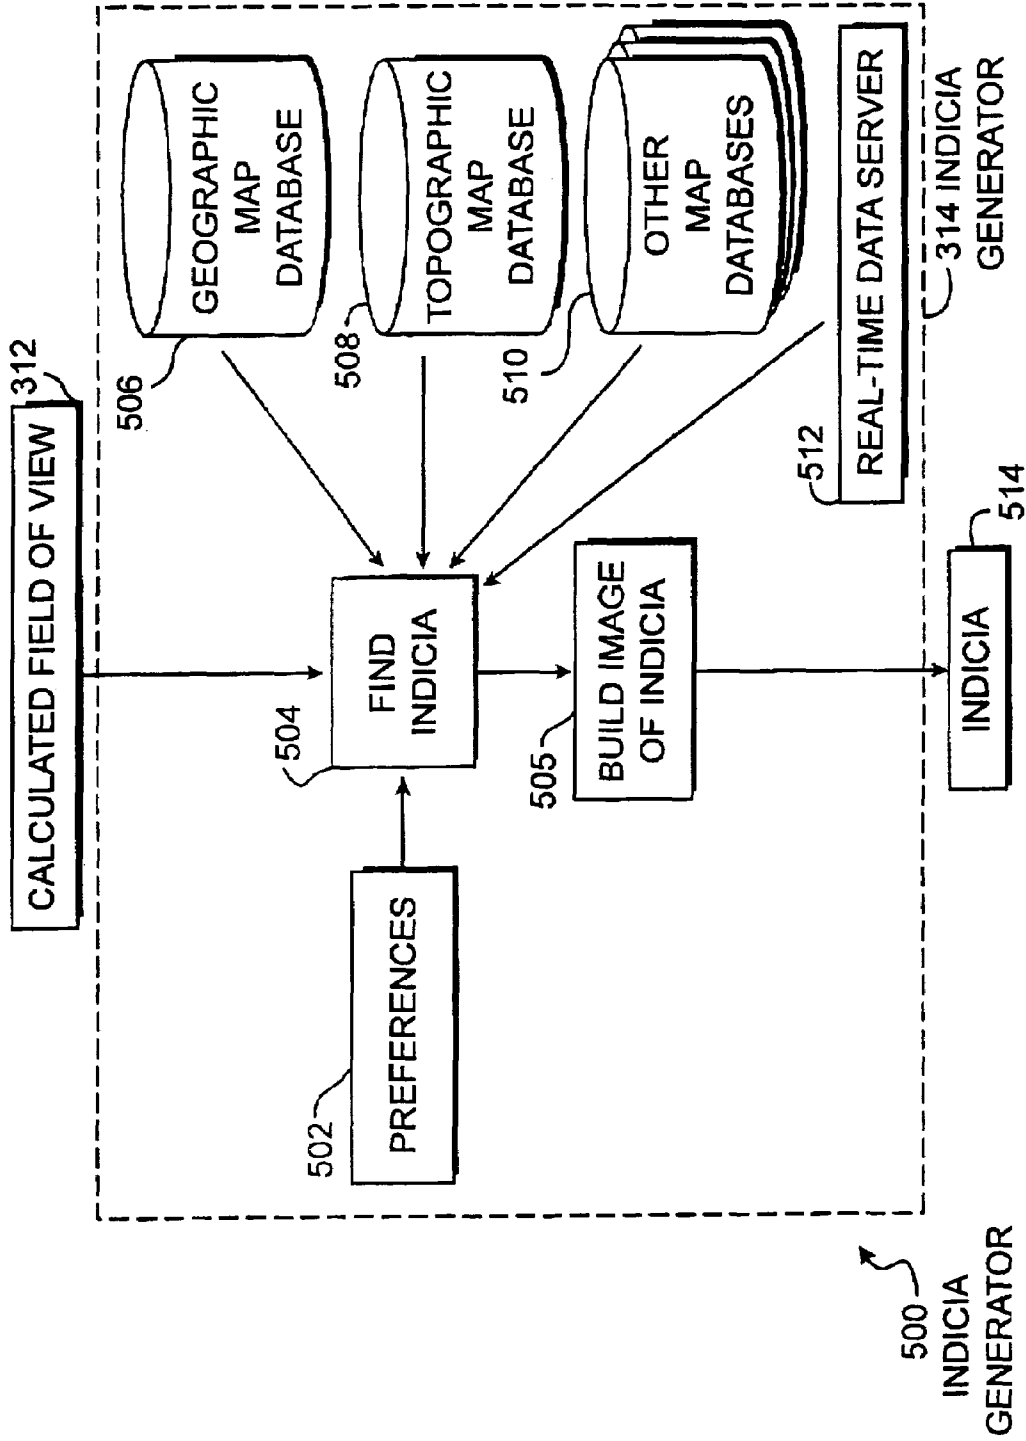 CALCULATED FIELD OF VIEW
312
PREFERENCES
502
FIND
INDICIA
504
GEOGRAPHIC
MAP
DATABASE
506
TOPOGRAPHIC
MAP
DATABASE
508
OTHER
MAP
DATABASES
510
REAL-TIME DATA SERVER
512
BUILD IMAGE
OF INDICIA
505
314 INDICIA
GENERATOR
INDICIA
514
500
INDICIA
GENERATOR